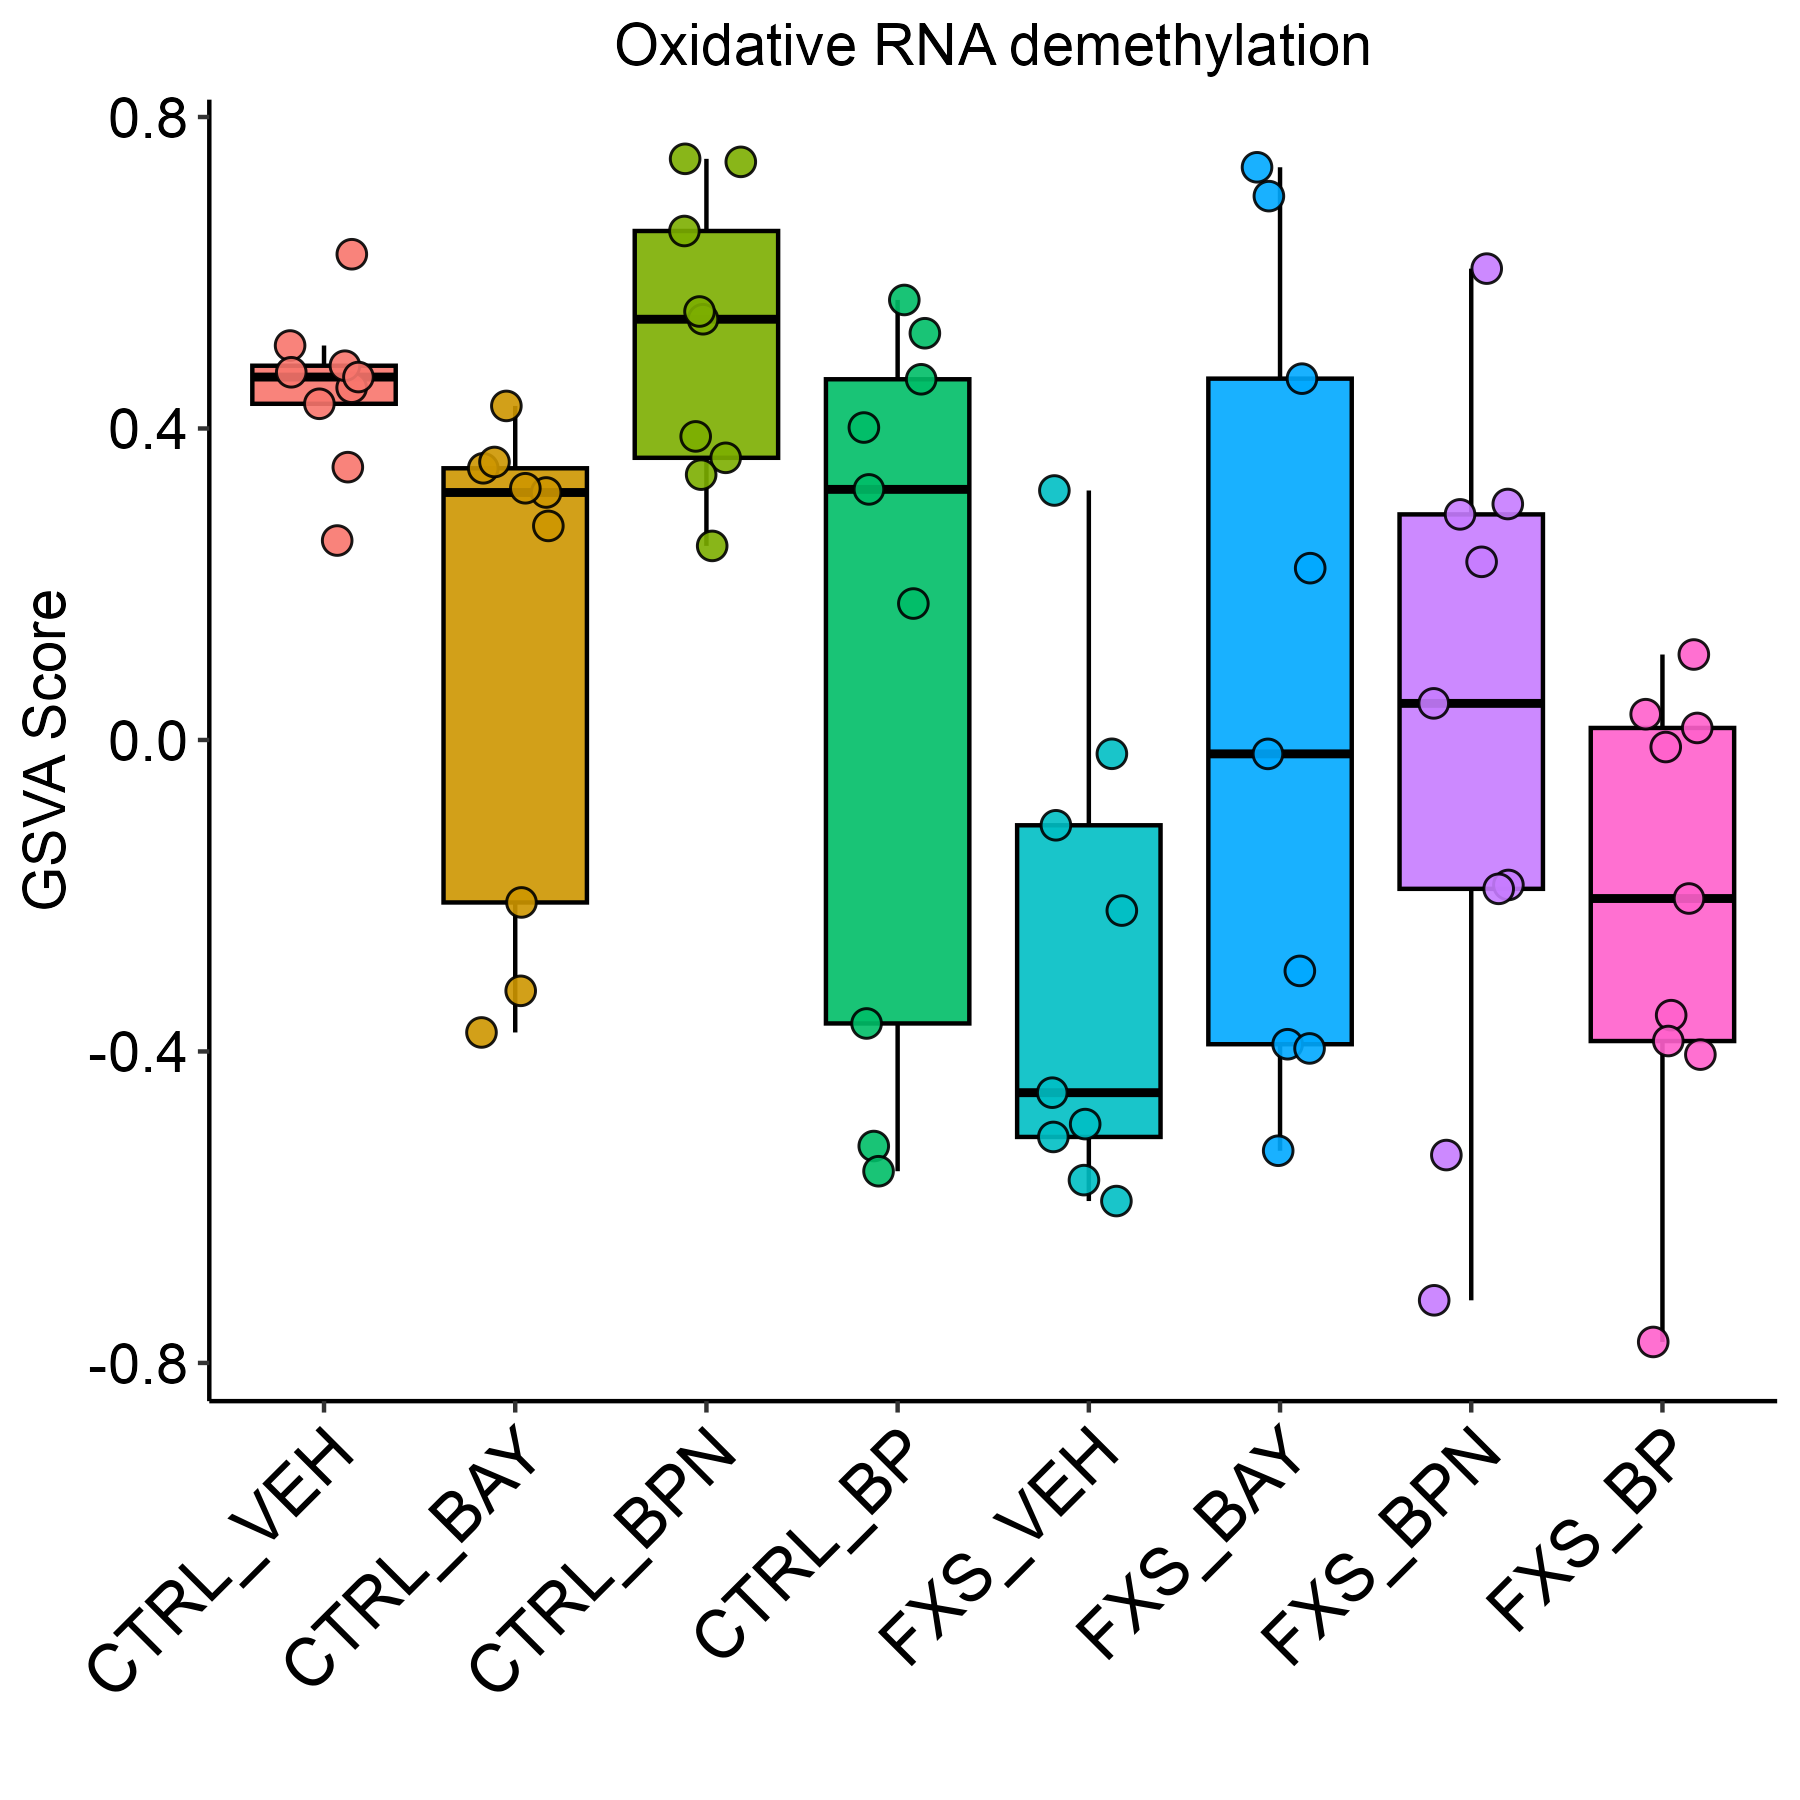 Oxidative RNA demethylation
GSVA Score
0.8
0.4
0.0
-0.4
-0.8
CTRL_VEH
CTRL_BAY
CTRL_BPN
CTRL_BP
FXS_VEH
FXS_BAY
FXS_BPN
FXS_BP